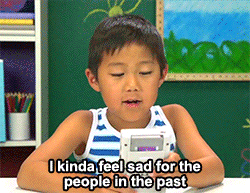 I kinda feel sad for the
people in the past